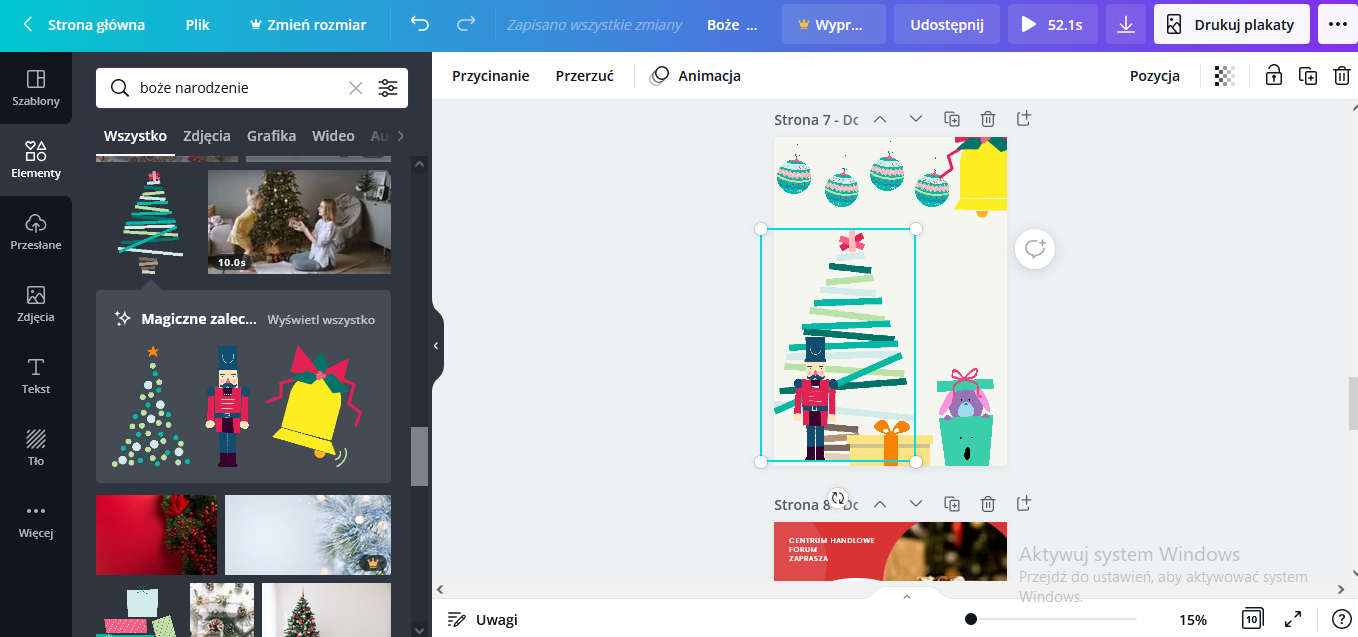 Strona główna
Plik
Zmień rozmiar
Zapisano wszystkie zmiany
Boże ...
Wypr...
Udostępnij
52.1s
Drukuj plakaty
Szablony
Elementy
Przesłane
Zdjęcia
Tekst
Tło
Więcej
boże narodzenie
Wszystko
Zdjęcia
Grafika
Wideo
Au
10.0s
Magiczne zalec...
Wyświetl wszystko
Przycinanie
Przerzuć
Animacja
Pozycja
Strona 7 - Dc
Strona 8
CENTRUM HANDLOWE
FORUM
ZAPRASZA
Aktywuj system Windows
Przejdź do ustawień, aby aktywować system
Windows.
Uwagi
15%
10